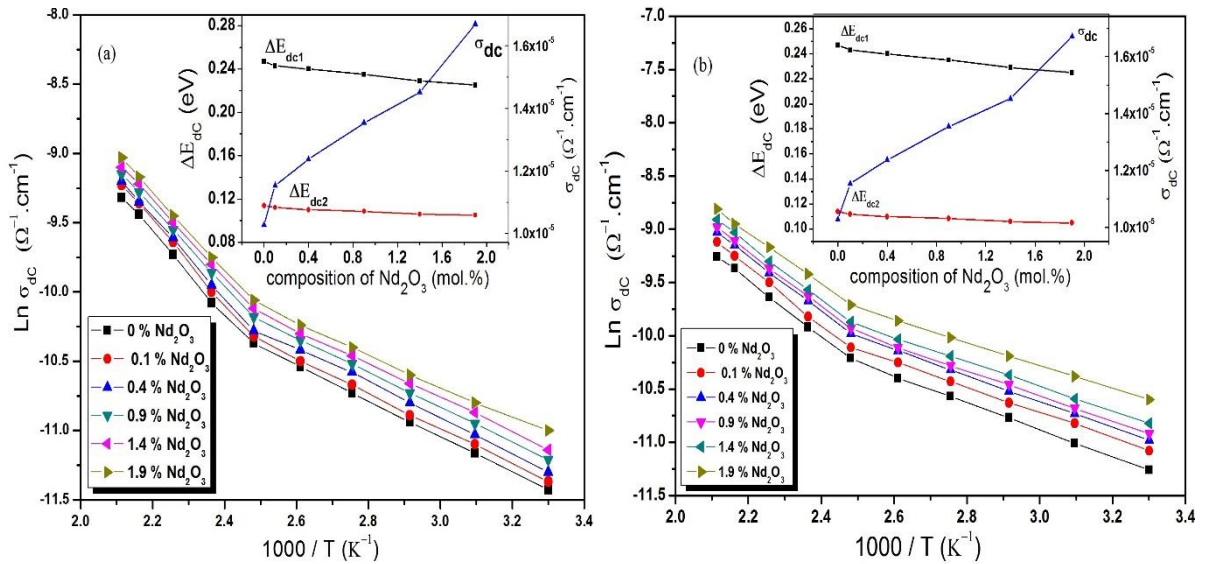 (a)
-8.0
-9.0
-9.5
-10.0
-10.5
-11.0
-11.5
Ln σdC (Ω⁻¹.cm⁻¹)
2.0 2.2 2.4 2.6 2.8 3.0 3.2 3.4
1000 / T (K⁻¹)
0 % Nd₂O₃
0.1 % Nd₂O₃
0.4 % Nd₂O₃
0.9 % Nd₂O₃
1.4 % Nd₂O₃
1.9 % Nd₂O₃
0.28
0.24
0.20
0.16
0.12
0.08
ΔEdC (eV)
ΔEdc1
ΔEdc2
σdc
1.6x10⁻⁵
1.4x10⁻⁵
1.2x10⁻⁵
1.0x10⁻⁵
σdC (Ω⁻¹.cm⁻¹)
0.0 0.4 0.8 1.2 1.6 2.0
composition of Nd₂O₃ (mol.%)
(b)
-7.0
-7.5
-8.0
-8.5
-9.0
-9.5
-10.0
-10.5
-11.0
-11.5
Ln σdC (Ω⁻¹.cm⁻¹)
2.0 2.2 2.4 2.6 2.8 3.0 3.2 3.4
1000 / T (K⁻¹)
0 % Nd₂O₃
0.1 % Nd₂O₃
0.4 % Nd₂O₃
0.9 % Nd₂O₃
1.4 % Nd₂O₃
1.9 % Nd₂O₃
0.26
0.24
0.22
0.20
0.18
0.16
0.14
0.12
0.10
ΔEdC (eV)
ΔEdc1
ΔEdc2
σdc
1.6x10⁻⁵
1.4x10⁻⁵
1.2x10⁻⁵
1.0x10⁻⁵
σdC (Ω⁻¹.cm⁻¹)
0.0 0.4 0.8 1.2 1.6 2.0
composition of Nd₂O₃ (mol.%)